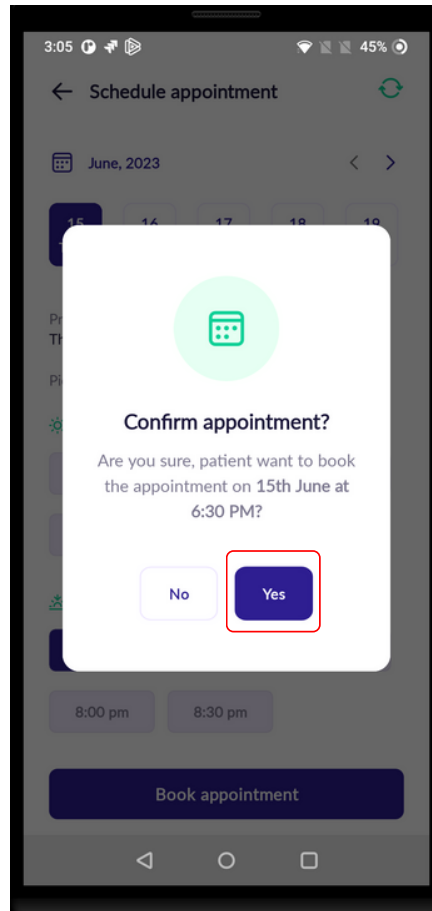 3:05 45%
Schedule appointment
June, 2023
15 16 17 18 19
Confirm appointment?
Are you sure, patient want to book
the appointment on 15th June at
6:30 PM?
No Yes
8:00 pm 8:30 pm
Book appointment